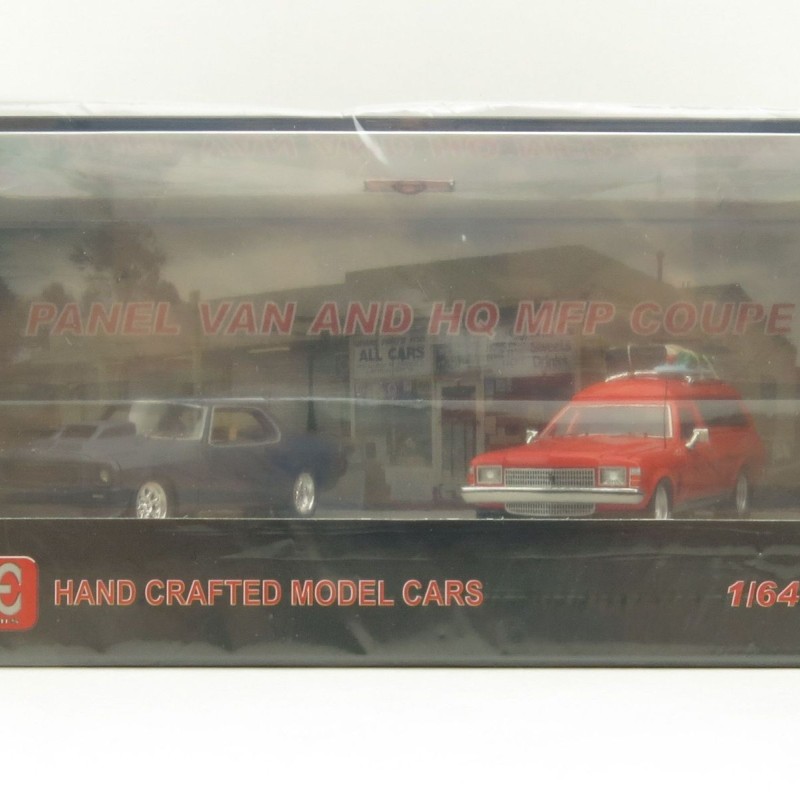 PANEL VAN AND HQ MFP COUPE
ALL CARS
HAND CRAFTED MODEL CARS
1/64